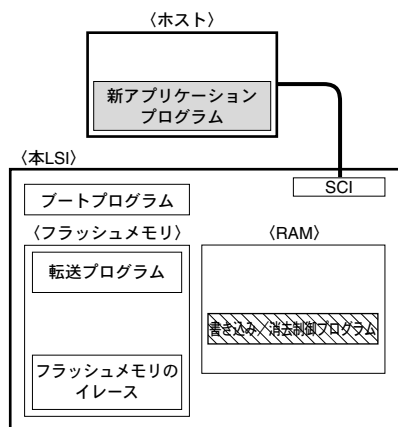 〈ホスト〉
新アプリケーション
プログラム
〈本LSI〉
SCI
ブートプログラム
〈フラッシュメモリ〉
〈RAM〉
転送プログラム
書き込み／消去制御プログラム
フラッシュメモリの
イレース